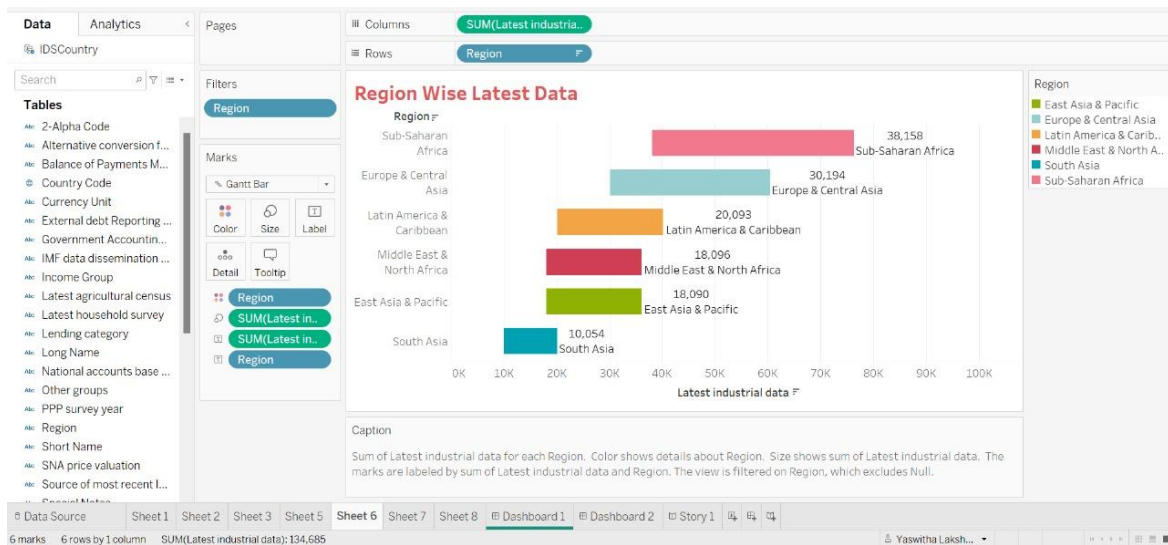 Data
Analytics
IDSCountry
Search
Tables
2-Alpha Code
Alternative conversion f...
Balance of Payments M...
Country Code
Currency Unit
External debt Reporting ...
Government Accountin...
IMF data dissemination ...
Income Group
Latest agricultural census
Latest household survey
Lending category
Long Name
National accounts base ...
Other groups
PPP survey year
Region
Short Name
SNA price valuation
Source of most recent I...
Special Notes
Pages
Filters
Region
Marks
Gantt Bar
Color Size Label
Detail Tooltip
Region
SUM(Latest in..
SUM(Latest in..
Region
Columns
SUM(Latest industria..
Rows
Region
Region Wise Latest Data
Region
Sub-Saharan
Africa
38,158
Sub-Saharan Africa
Europe & Central
Asia
30,194
Europe & Central Asia
Latin America &
Caribbean
20,093
Latin America & Caribbean
Middle East &
North Africa
18,096
Middle East & North Africa
East Asia & Pacific
18,090
East Asia & Pacific
South Asia
10,054
South Asia
0K 10K 20K 30K 40K 50K 60K 70K 80K 90K 100K
Latest industrial data
Caption
Sum of Latest industrial data for each Region. Color shows details about Region. Size shows sum of Latest industrial data. The
marks are labeled by sum of Latest industrial data and Region. The view is filtered on Region, which excludes Null.
Region
East Asia & Pacific
Europe & Central Asia
Latin America & Carib..
Middle East & North A..
South Asia
Sub-Saharan Africa
Data Source Sheet 1 Sheet 2 Sheet 3 Sheet 5 Sheet 6 Sheet 7 Sheet 8 Dashboard 1 Dashboard 2 Story 1
6 marks 6 rows by 1 column SUM(Latest industrial data): 134,685 Yaswitha Laksh...